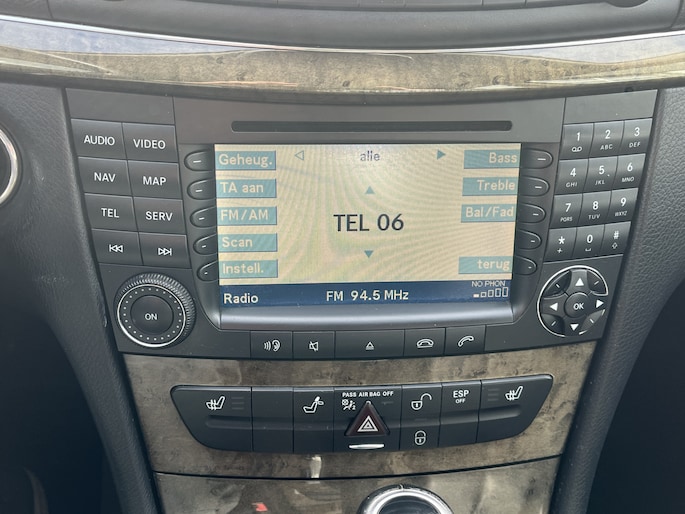 AUDIO VIDEO
NAV MAP
TEL SERV
ON
Geheug. alle Bass
TA aan Treble
FM/AM TEL 06 Bal/Fad
Scan
Instell. terug
NO PHON
Radio FM 94.5 MHz
1 2 ABC 3 DEF
4 GHI 5 JKL 6 MNO
7 PQRS 8 TUV 9 WXYZ
* 0 #
OK
PASS AIR BAG OFF
ESP
OFF